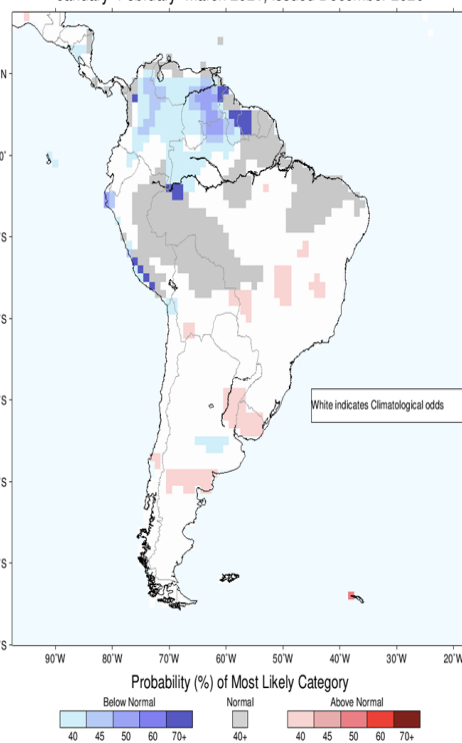 N
0°
S
S
S
S
S
S
White indicates Climatological odds
90°W 80°W 70°W 60°W 50°W 40°W 30°W 20°W
Probability (%) of Most Likely Category
Below Normal Normal Above Normal
40 45 50 60 70+ 40+ 40 45 50 60 70+